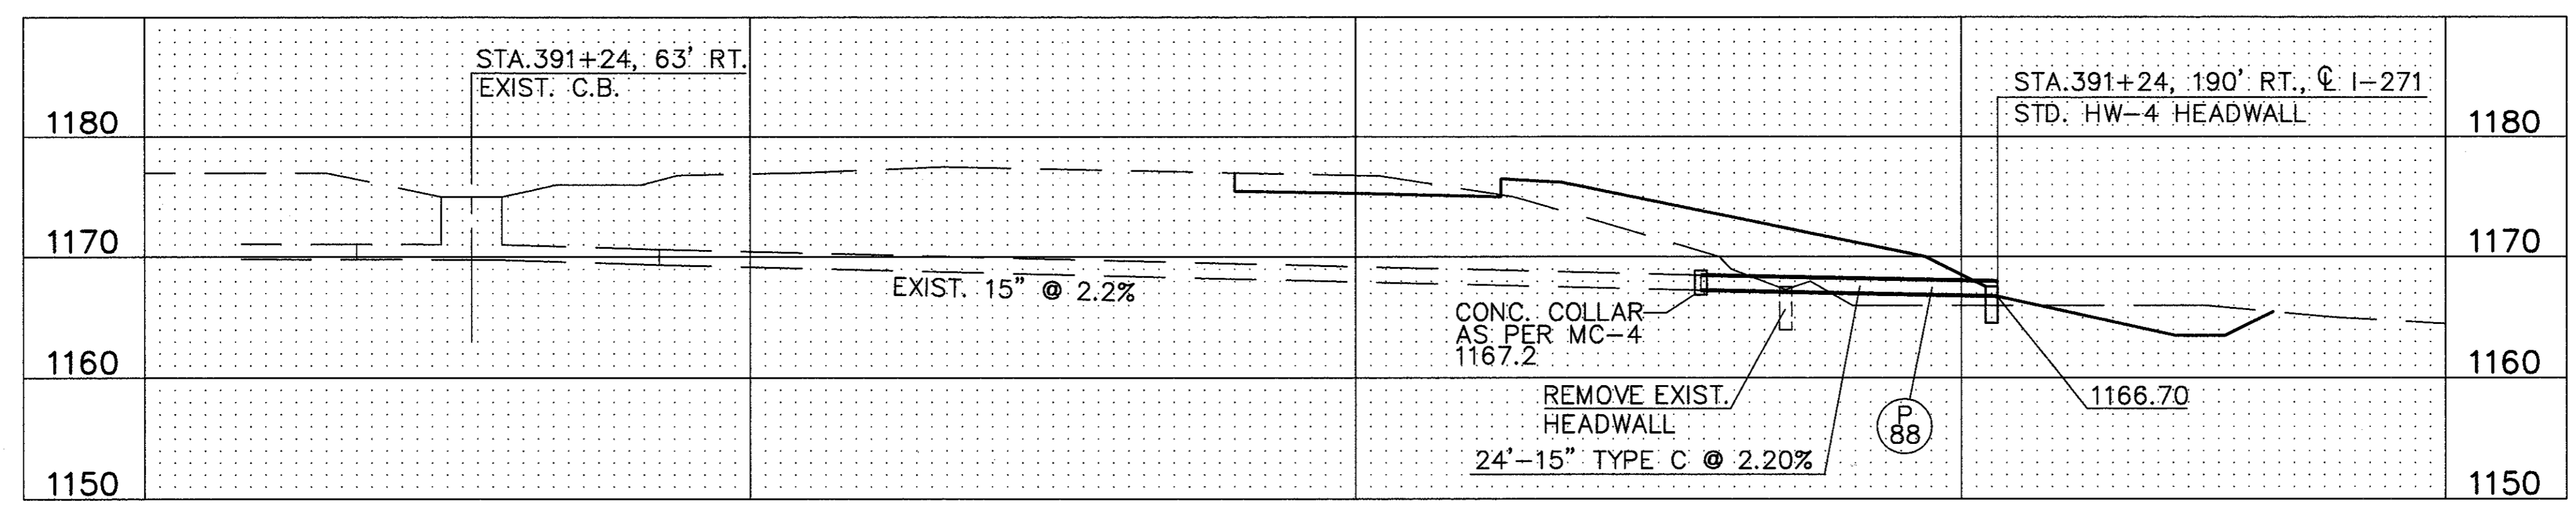 STA.391+24, 63' RT.
EXIST. C.B.
STA.391+24, 190' RT., ℄ I-271
STD. HW-4 HEADWALL
1180
1180
1170
1170
EXIST. 15" @ 2.2%
CONC. COLLAR
AS PER MC-4
1167.2
1160
1160
REMOVE EXIST.
HEADWALL
1166.70
P
88
24'-15" TYPE C @ 2.20%
1150
1150